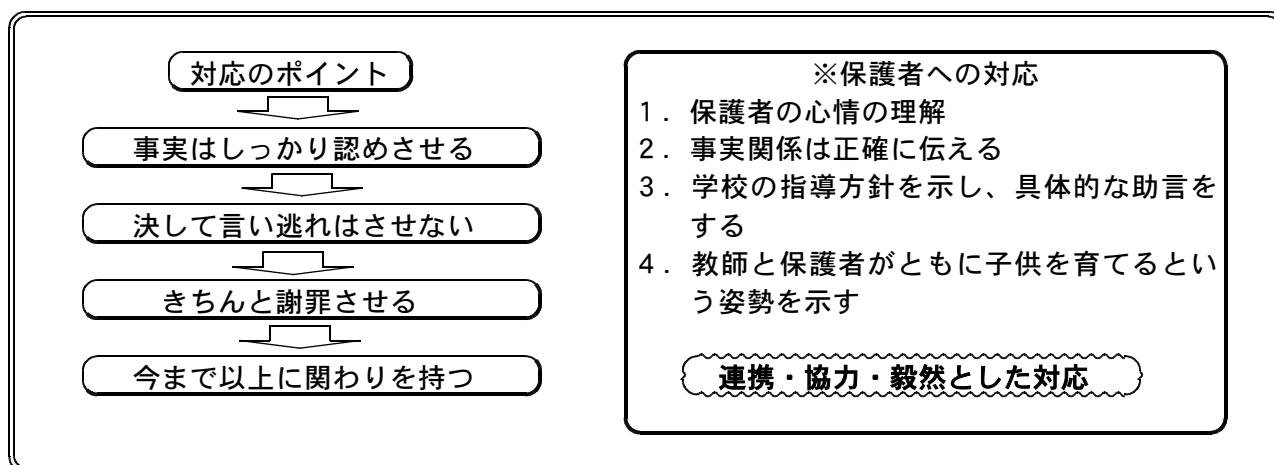 対応のポイント
事実はしっかり認めさせる
決して言い逃れはさせない
きちんと謝罪させる
今まで以上に関わりを持つ
※保護者への対応
１．保護者の心情の理解
２．事実関係は正確に伝える
３．学校の指導方針を示し、具体的な助言を
する
４．教師と保護者がともに子供を育てるとい
う姿勢を示す
連携・協力・毅然とした対応